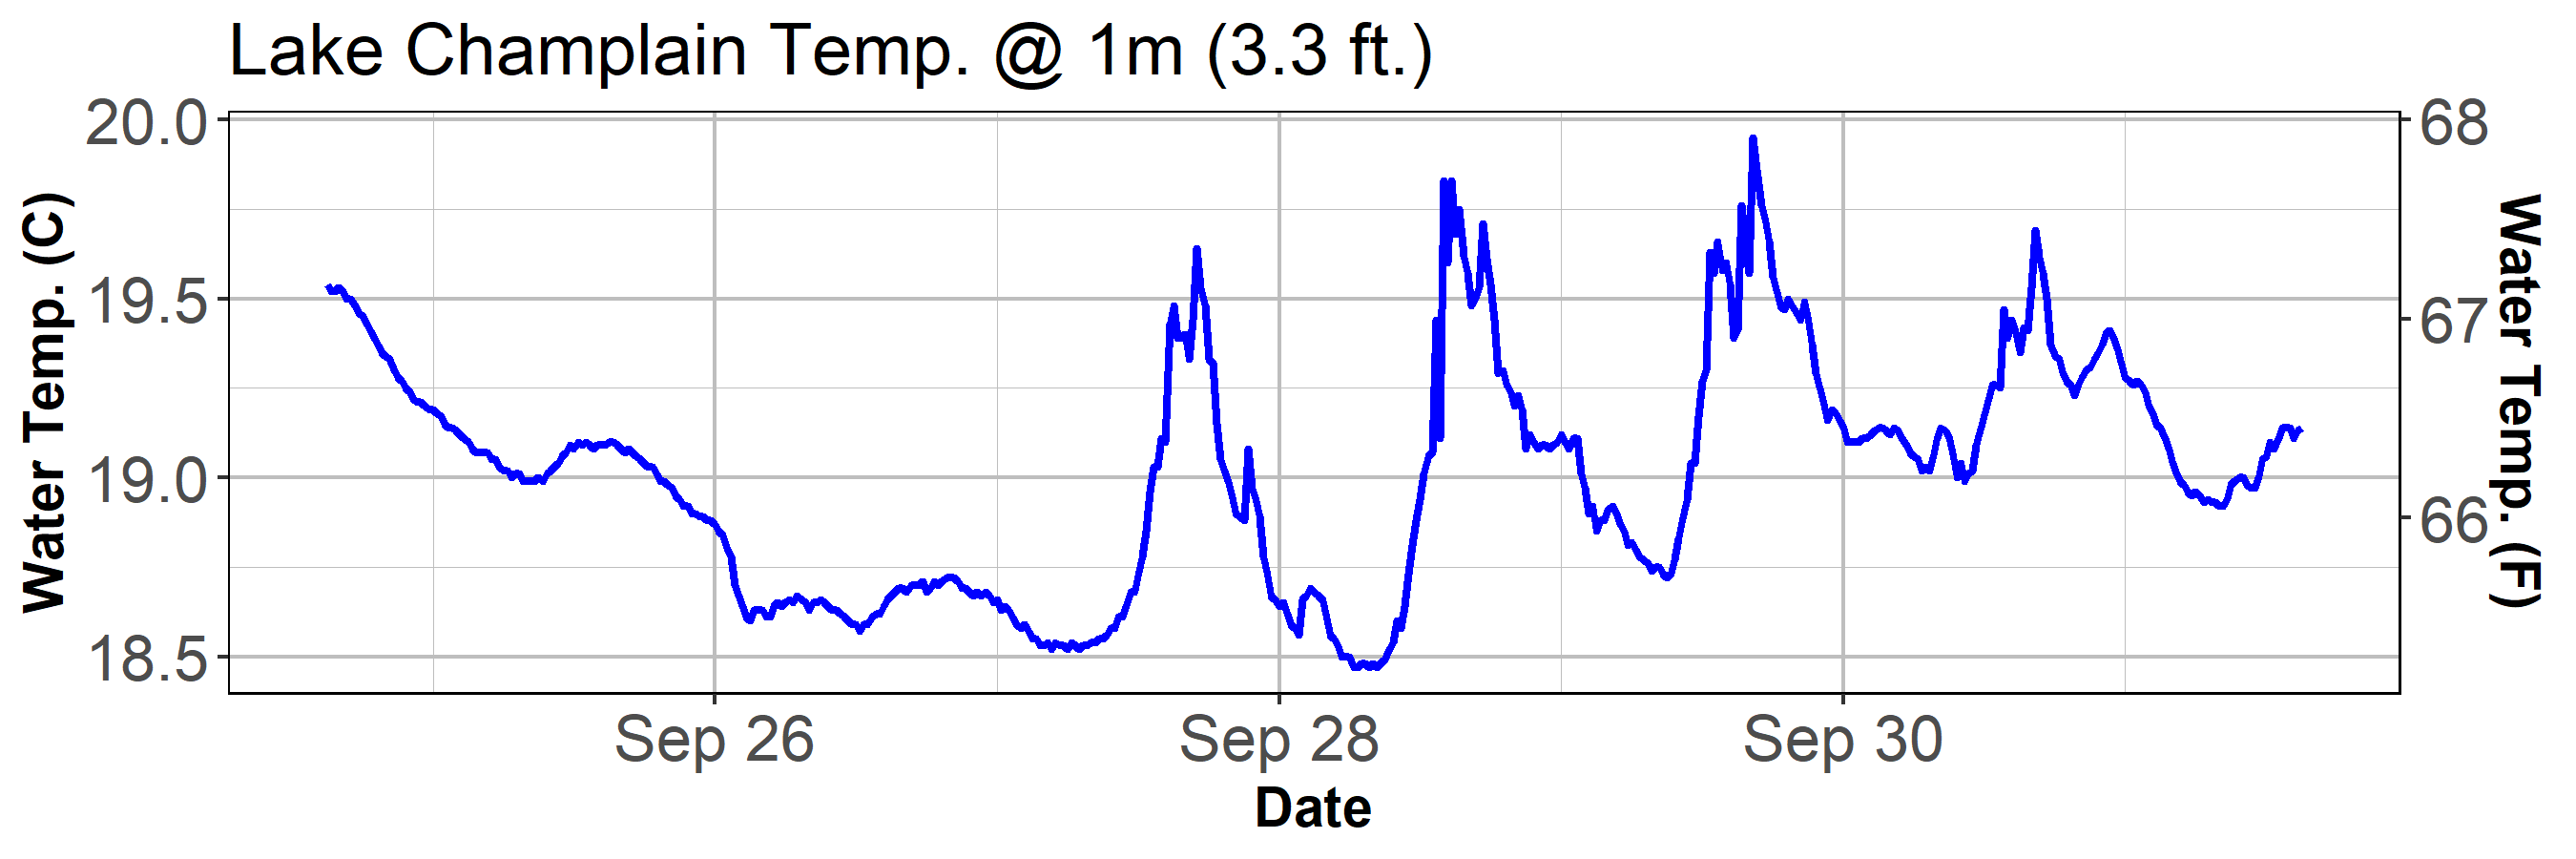 Lake Champlain Temp. @ 1m (3.3 ft.)
Water Temp. (C)
20.0
19.5
19.0
18.5
68
67
66
Water Temp. (F)
Sep 26
Sep 28
Sep 30
Date